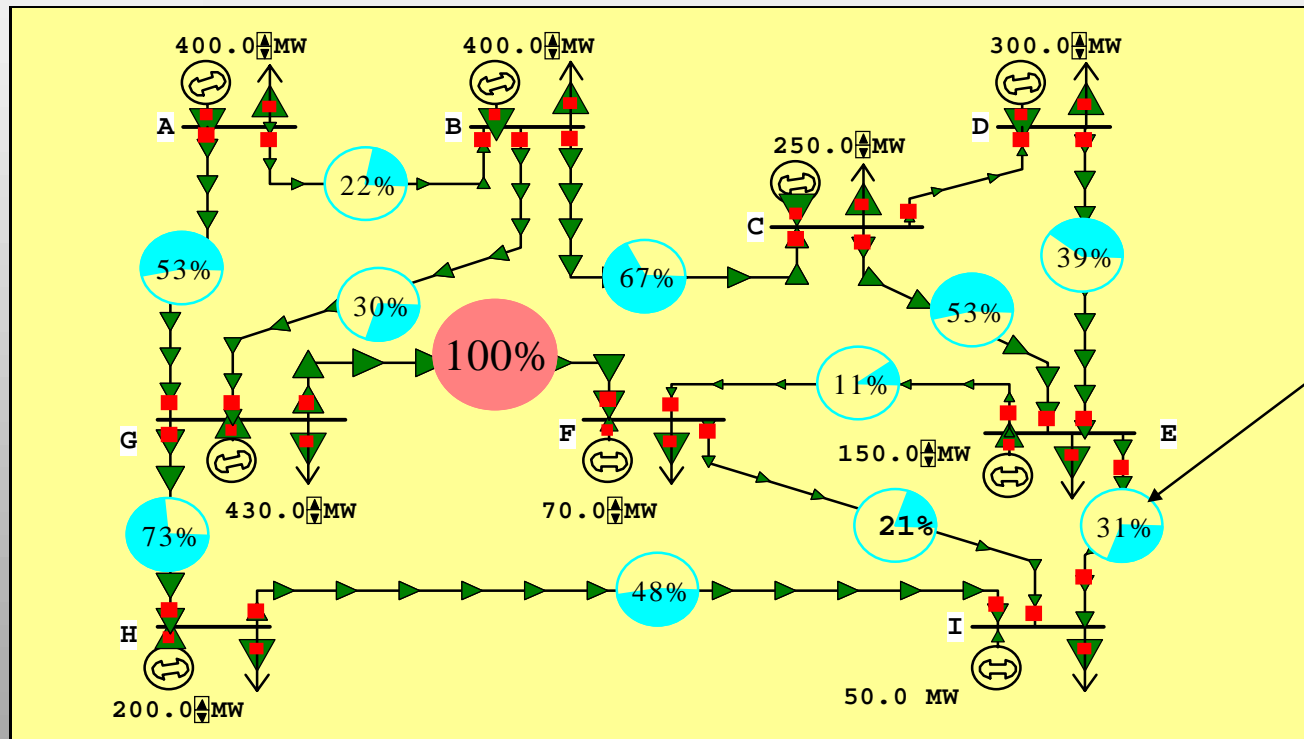 400.0 MW
400.0 MW
300.0 MW
A
B
D
250.0 MW
22%
C
53%
30%
67%
39%
53%
100%
11%
G
F
E
150.0 MW
430.0 MW
70.0 MW
73%
21%
31%
48%
H
I
200.0 MW
50.0 MW